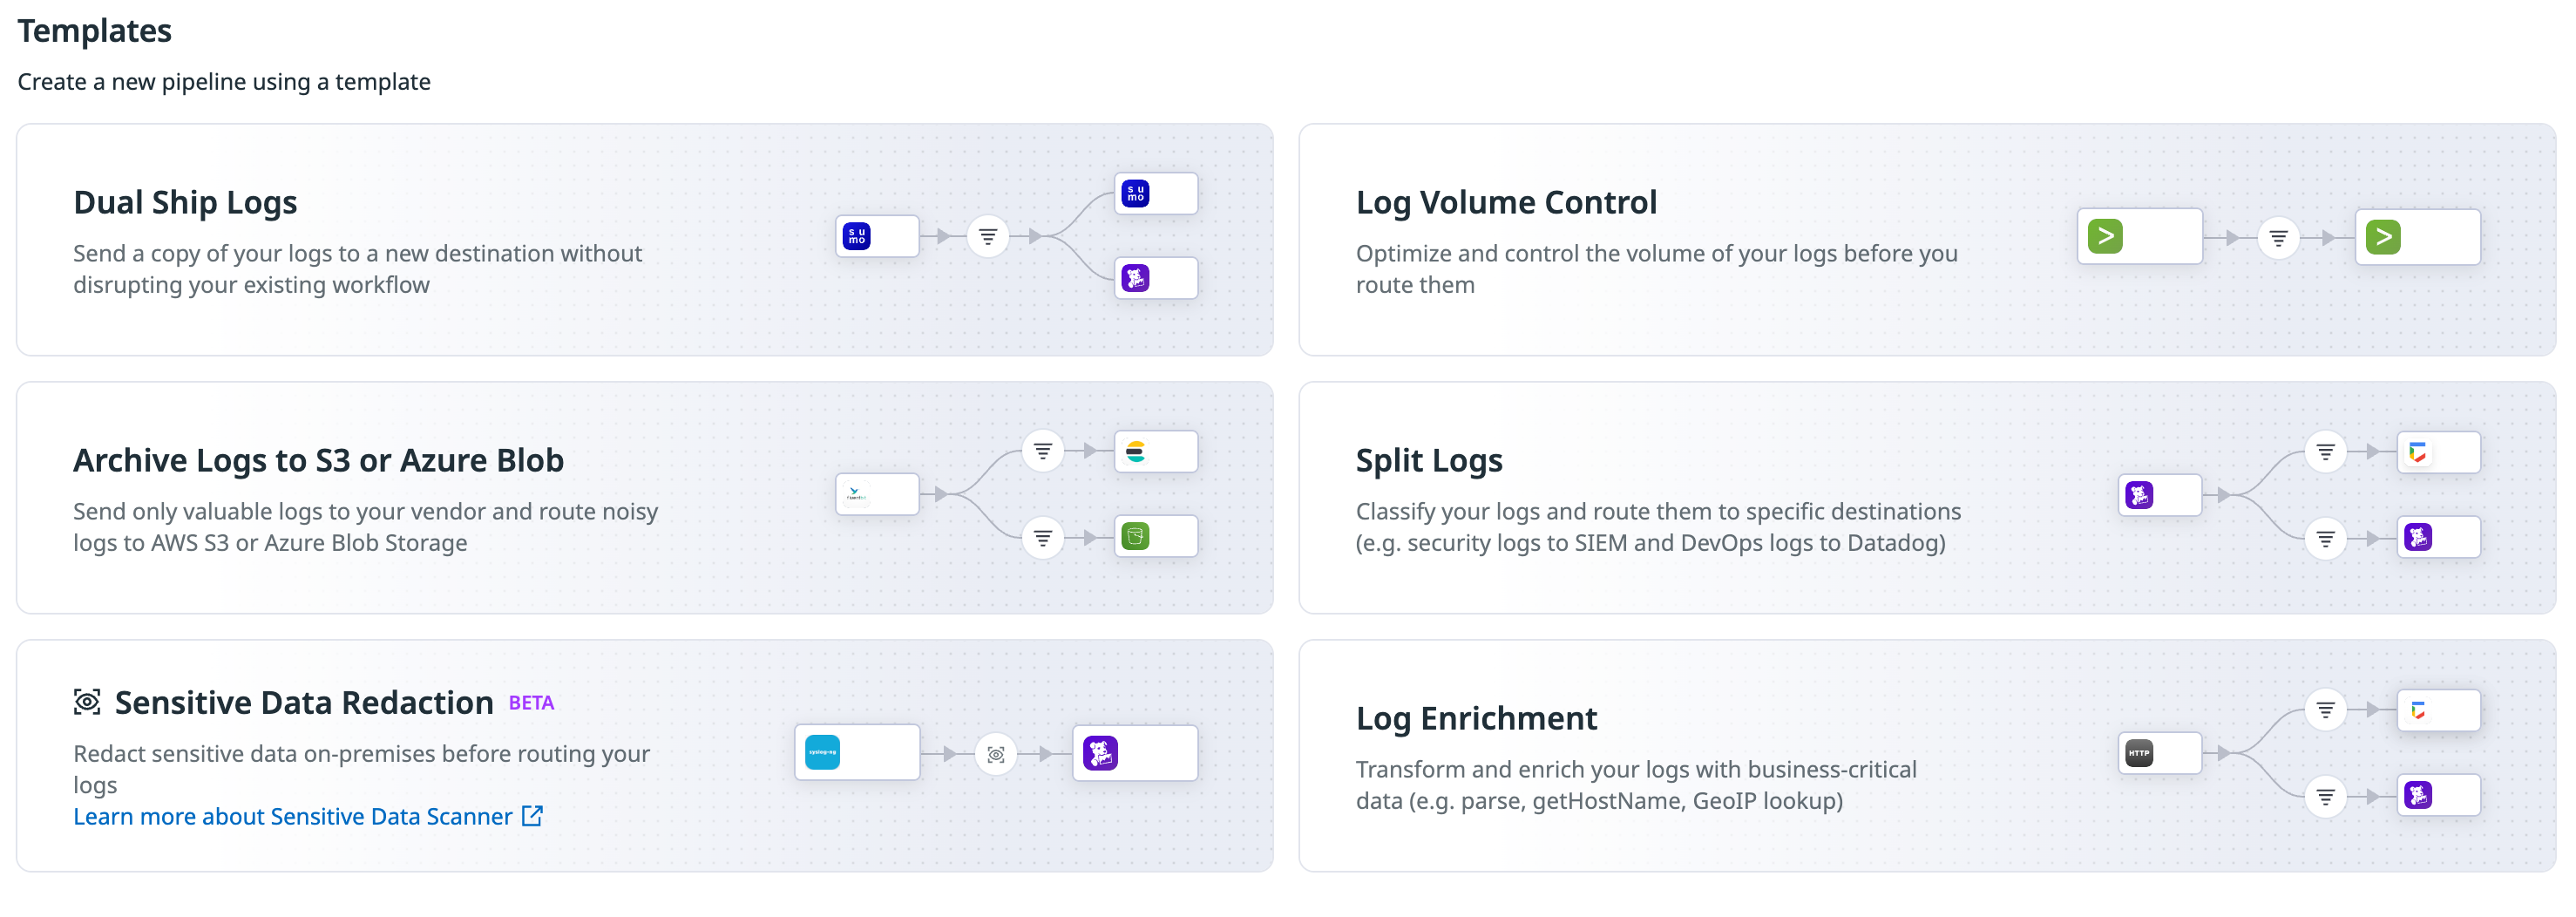 Templates
Create a new pipeline using a template
Dual Ship Logs
Send a copy of your logs to a new destination without
disrupting your existing workflow
su
mo
su
mo
Log Volume Control
Optimize and control the volume of your logs before you
route them
Archive Logs to S3 or Azure Blob
Send only valuable logs to your vendor and route noisy
logs to AWS S3 or Azure Blob Storage
Split Logs
Classify your logs and route them to specific destinations
(e.g. security logs to SIEM and DevOps logs to Datadog)
Sensitive Data Redaction BETA
Redact sensitive data on-premises before routing your
logs
Learn more about Sensitive Data Scanner
syslog-ng
Log Enrichment
Transform and enrich your logs with business-critical
data (e.g. parse, getHostName, GeoIP lookup)
HTTP